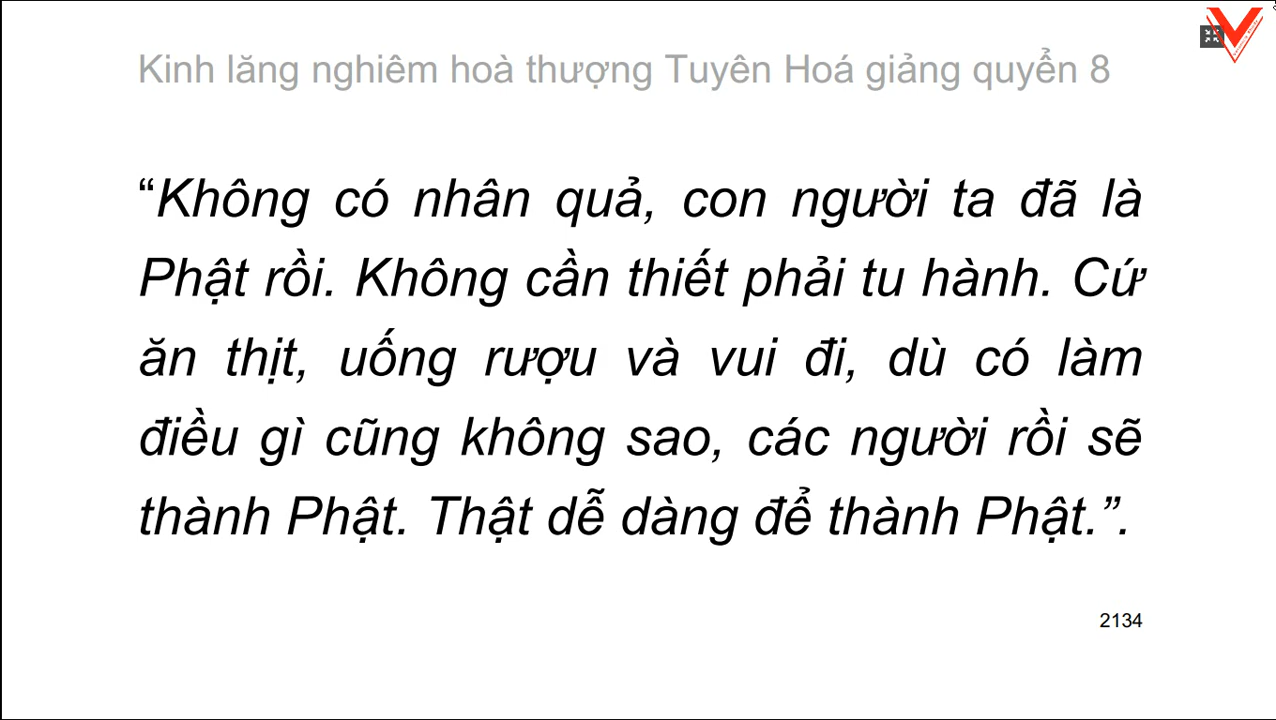 Kinh lăng nghiêm hoà thượng Tuyên Hoá giảng quyển 8
“Không có nhân quả, con người ta đã là
Phật rồi. Không cần thiết phải tu hành. Cứ
ăn thịt, uống rượu và vui đi, dù có làm
điều gì cũng không sao, các người rồi sẽ
thành Phật. Thật dễ dàng để thành Phật.”.
2134